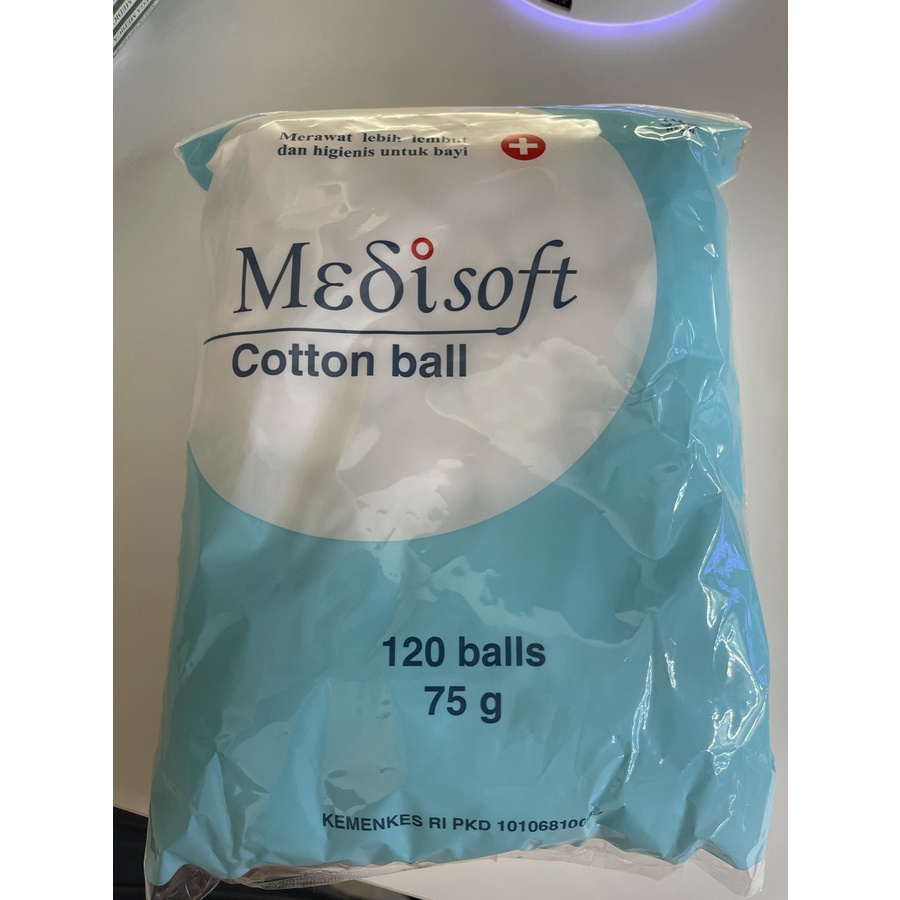 Merawat lebih lembut
dan higienis untuk bayi
Medisoft
Cotton ball
120 balls
75 g
KEMENKES RI PKD